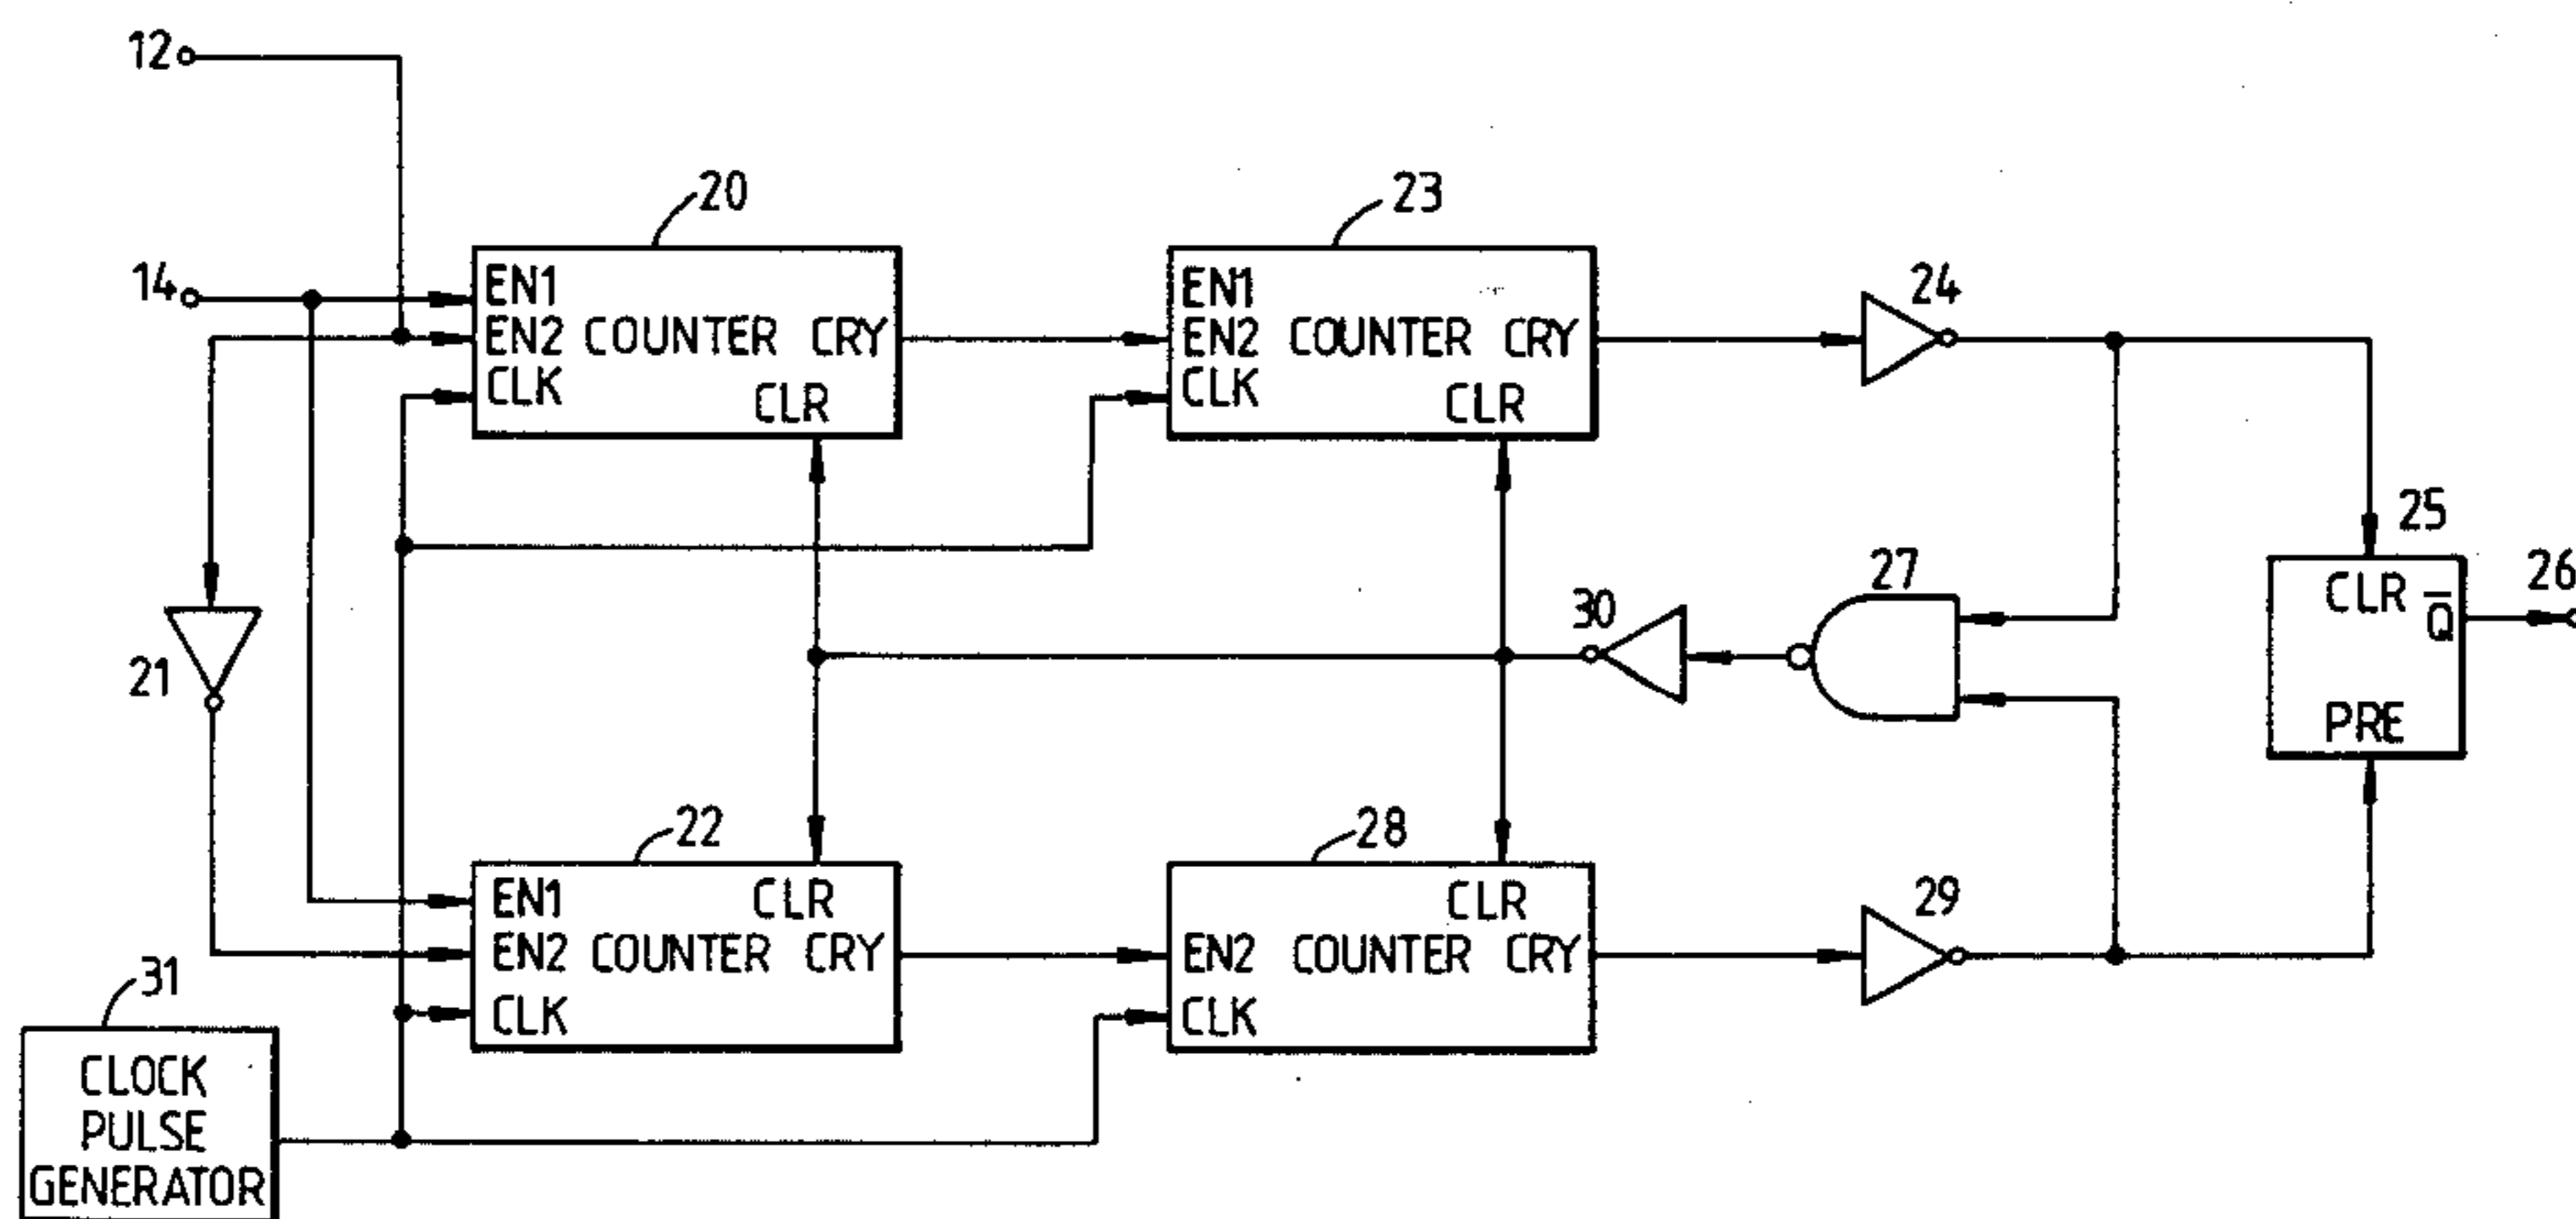 12
20
23
14
EN1
EN2 COUNTER CRY
CLK
CLR
EN1
EN2 COUNTER CRY
CLK
CLR
24
25
CLR
Q̅
PRE
26
27
30
21
22
EN1
CLR
EN2 COUNTER CRY
CLK
28
CLR
EN2 COUNTER CRY
CLK
29
31
CLOCK
PULSE
GENERATOR